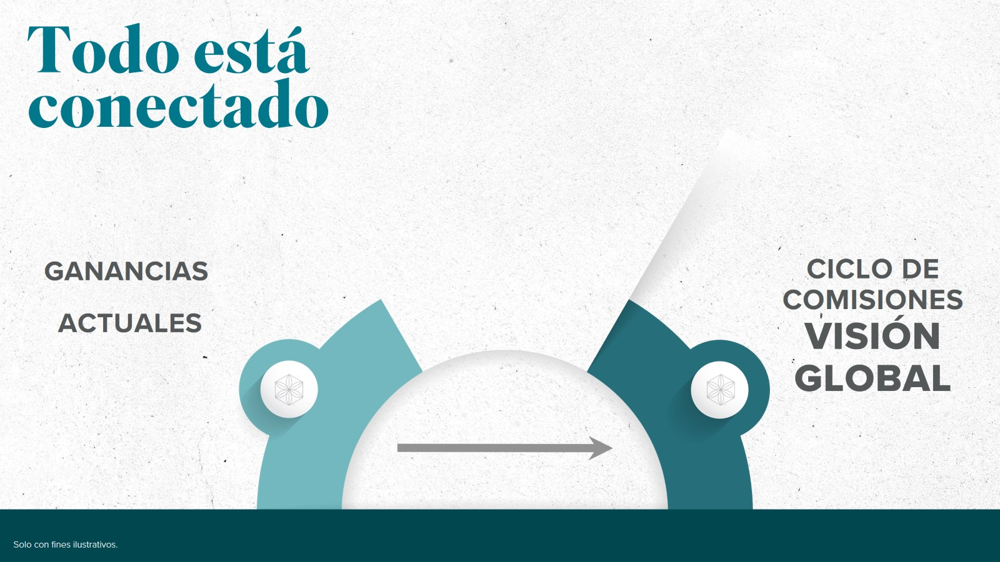 Todo está
conectado
GANANCIAS
ACTUALES
CICLO DE
COMISIONES
VISIÓN
GLOBAL
Solo con fines ilustrativos.